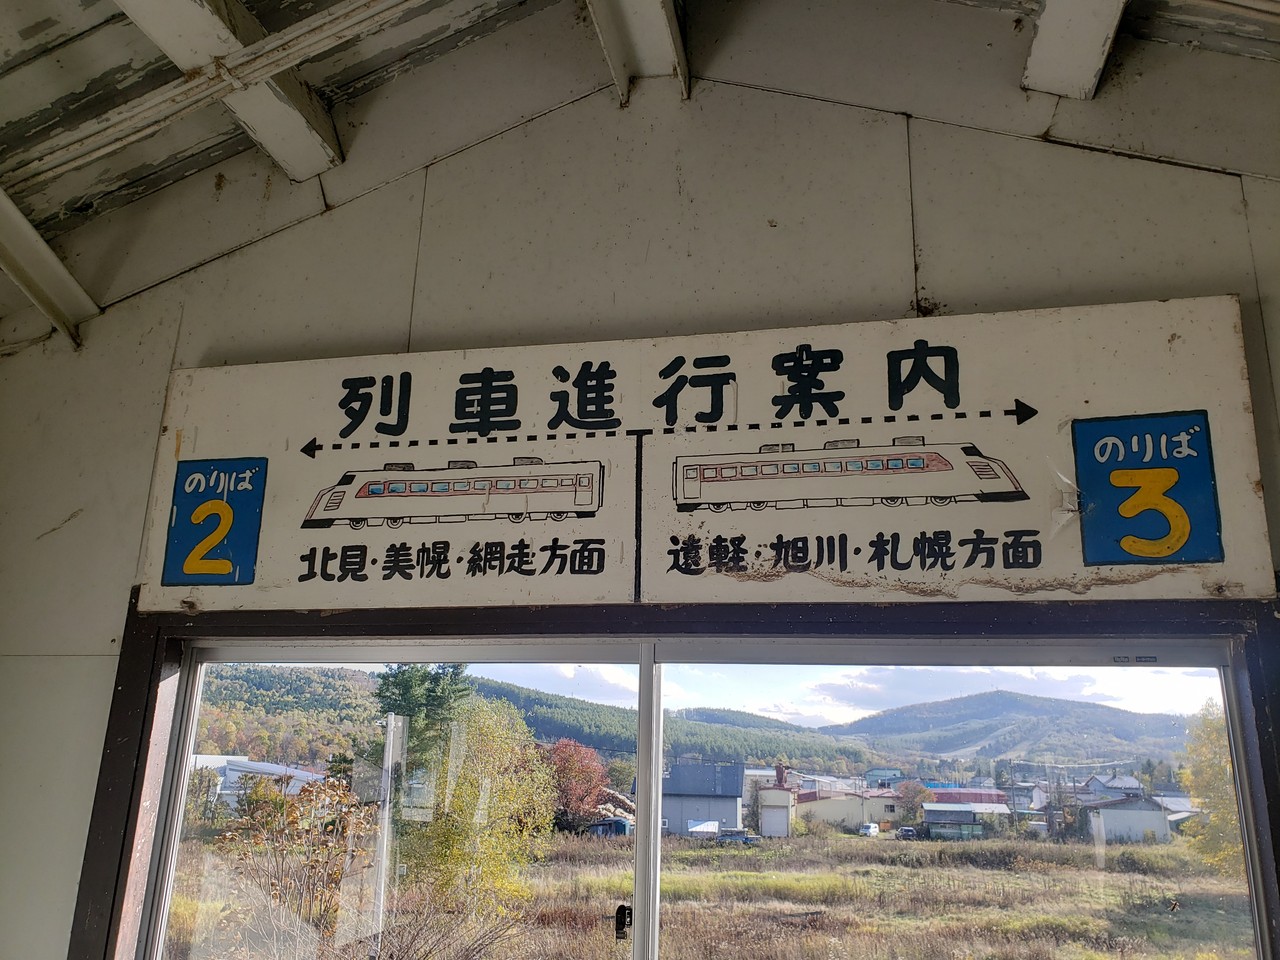 列車進行案内
のりば
2
北見・美幌・網走方面
遠軽・旭川・札幌方面
のりば
3